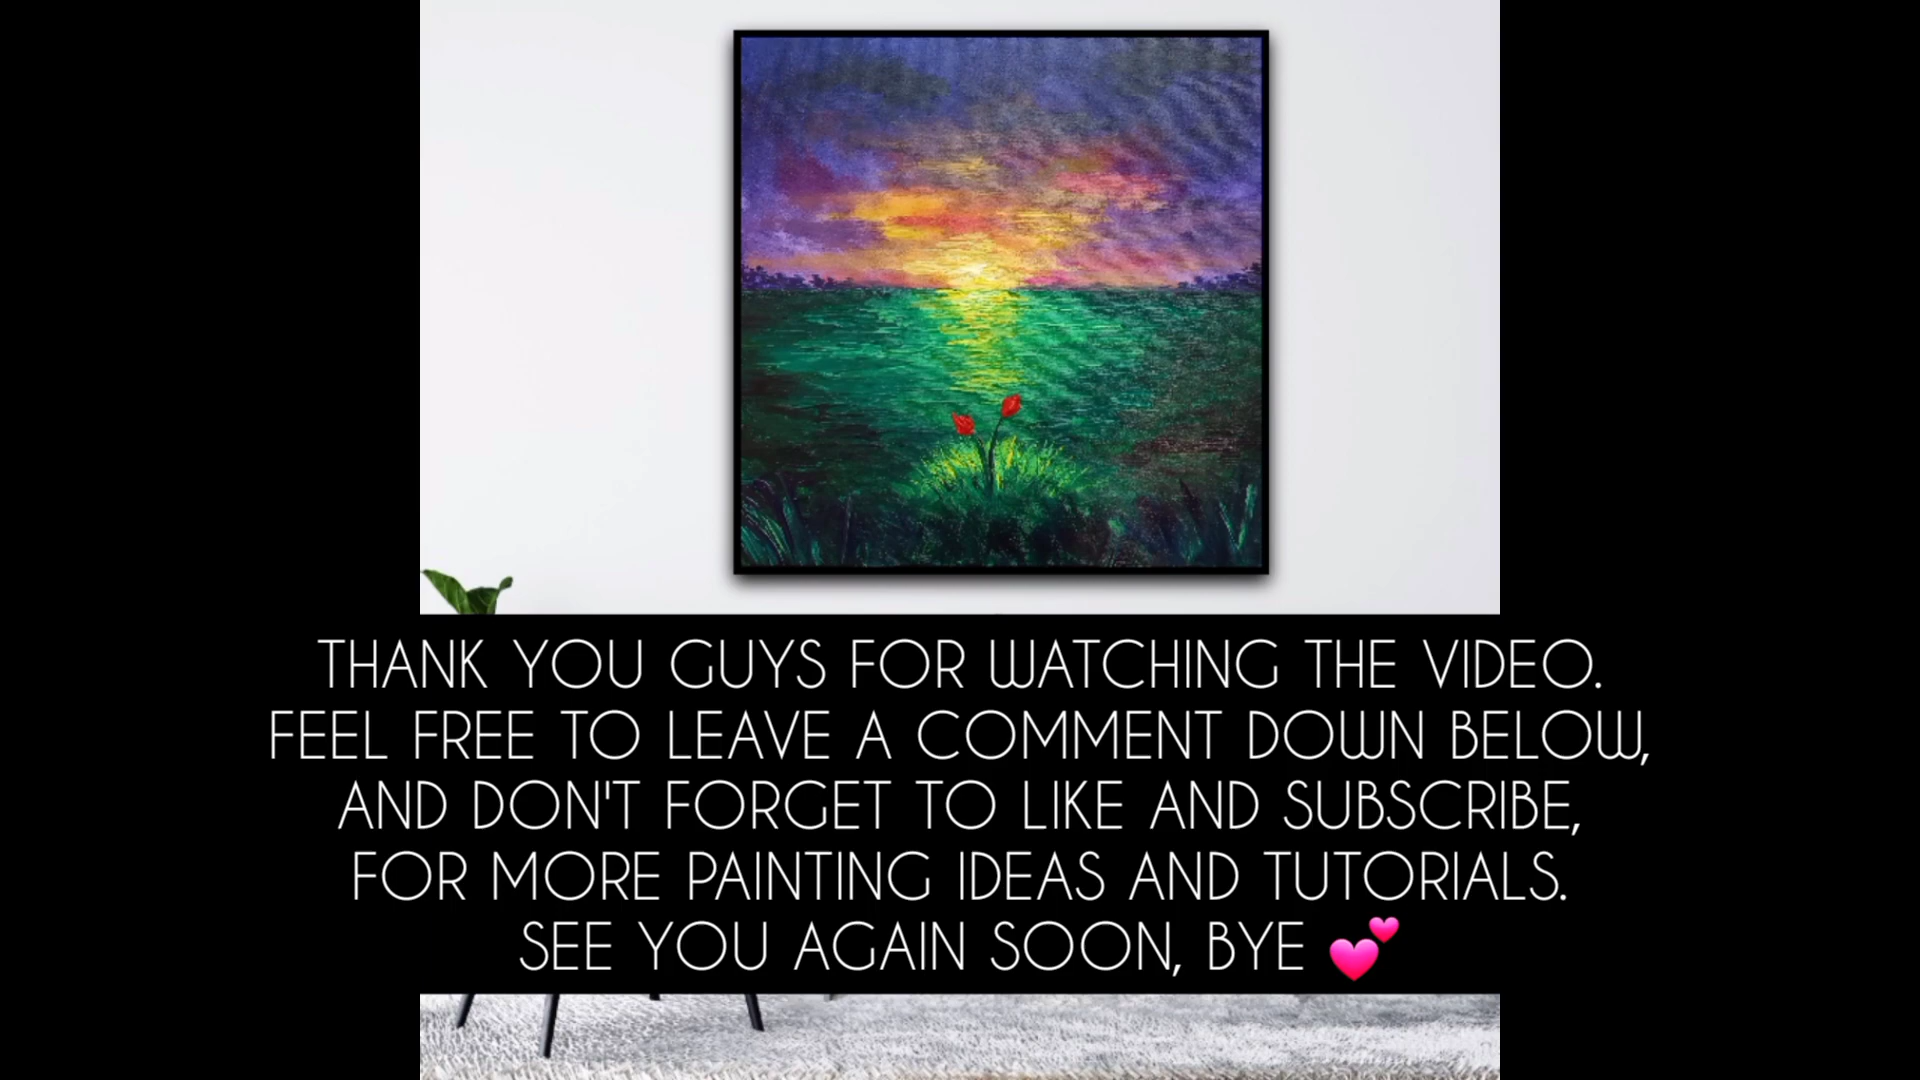 THANK YOU GUYS FOR WATCHING THE VIDEO.
FEEL FREE TO LEAVE A COMMENT DOWN BELOW,
AND DON'T FORGET TO LIKE AND SUBSCRIBE,
FOR MORE PAINTING IDEAS AND TUTORIALS.
SEE YOU AGAIN SOON, BYE 💕